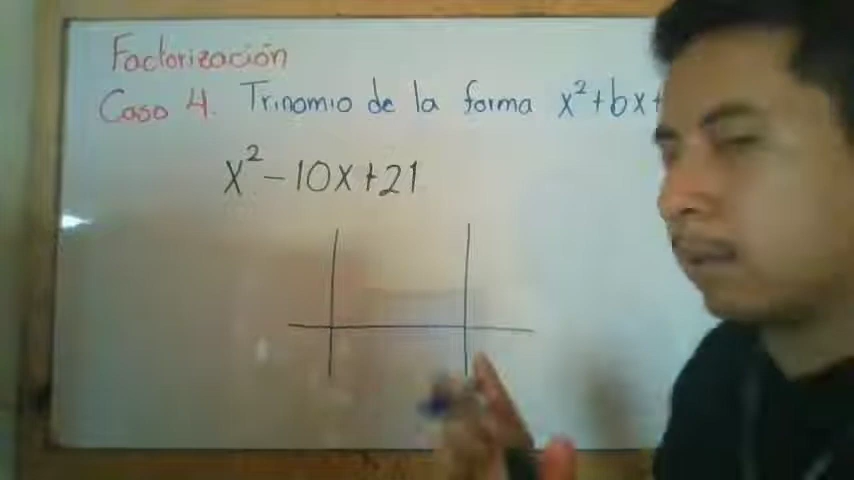 Factorización
Caso 4. Trinomio de la forma x²+bx+
x²-10x+21